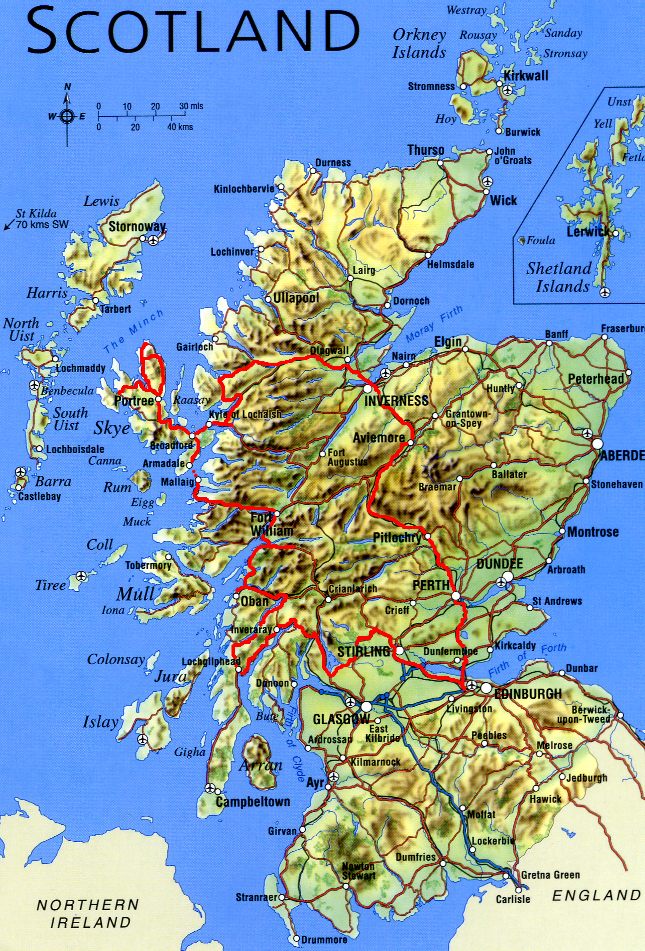 SCOTLAND
Westray
Orkney
Islands
Rousay
Sanday
Stronsay
Kirkwall
Stromness
Hoy
Burwick
N
W
E
0 10 20 30 mls
0 20 40 kms
Unst
Yell
Fetla
Foula
Lerwick
Shetland
Islands
Thurso
John
o'Groats
Wick
Durness
Kinlochbervie
Lewis
St Kilda
70 kms SW
Stornoway
Lochinver
Lairg
Helmsdale
Harris
Tarbert
Ullapool
Dornoch
The Minch
Moray Firth
North
Uist
Lochmaddy
Gairloch
Dingwall
Nairn
Elgin
Banff
Fraserbur
Benbecula
Portree
Raasay
INVERNESS
Huntly
Peterhead
South
Uist
Skye
Kyle of Lochalsh
Grantown-
on-Spey
Lochboisdale
Broadford
Aviemore
ABERDE
Canna
Armadale
Fort
Augustus
Ballater
Braemar
Barra
Castlebay
Rum
Mallaig
Stonehaven
Eigg
Muck
Fort
William
Pitlochry
Montrose
Coll
Tobermory
DUNDEE
Arbroath
Tiree
Mull
Iona
Oban
Crianlarich
PERTH
Crieff
St Andrews
Inveraray
STIRLING
Dunfermline
Kirkcaldy
Firth of Forth
Colonsay
Lochgilphead
Jura
Dunoon
Dunbar
EDINBURGH
Islay
Bute
GLASGOW
Livingston
Berwick-
upon-Tweed
Gigha
Firth of Clyde
East
Kilbride
Ardrossan
Peebles
Melrose
Arran
Kilmarnock
Jedburgh
Campbeltown
Ayr
Hawick
Moffat
Girvan
Lockerbie
Newton
Stewart
Dumfries
Gretna Green
Carlisle
ENGLAND
NORTHERN
IRELAND
Stranraer
Drummore